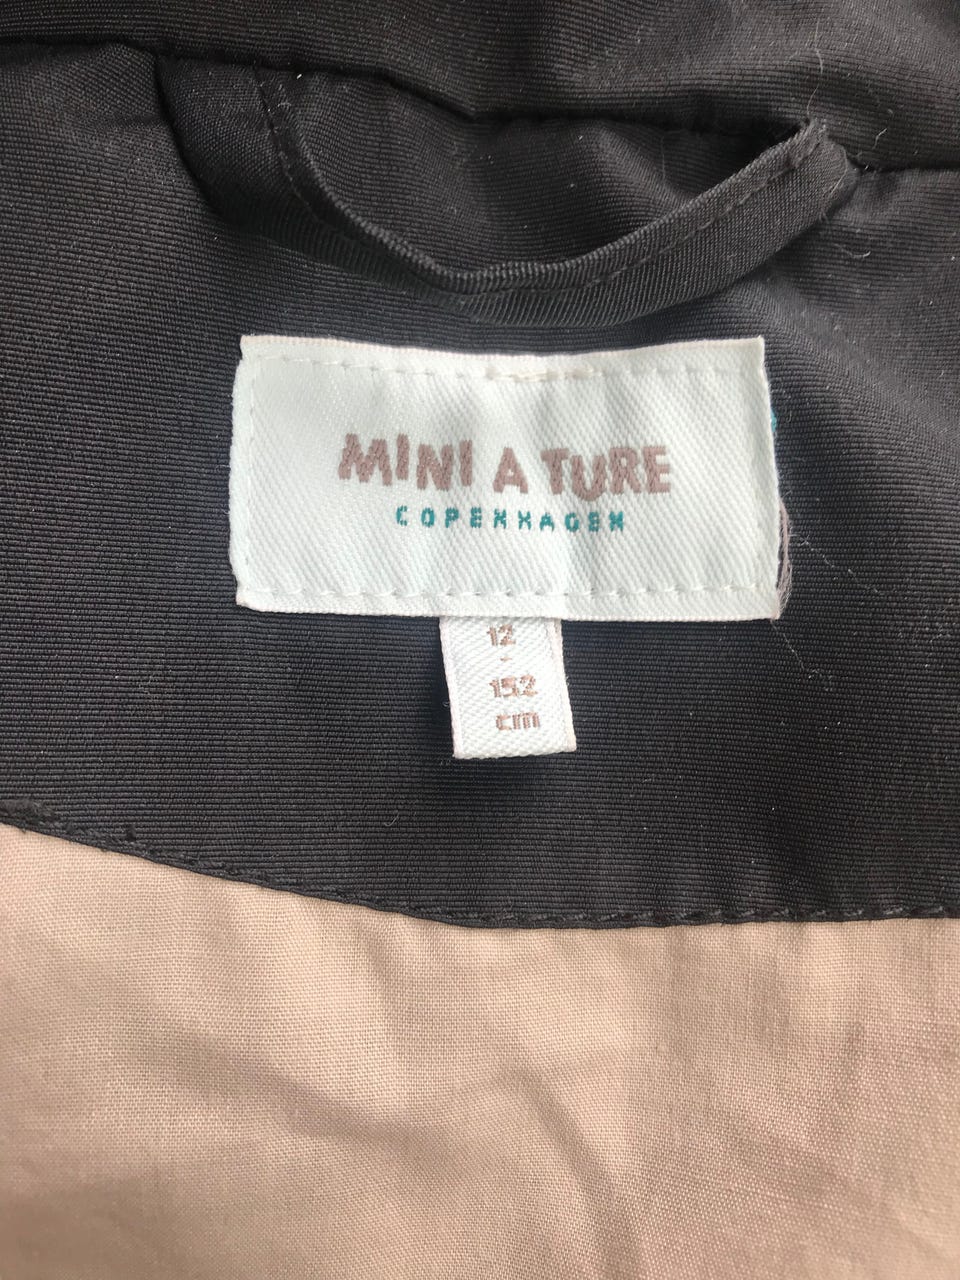 MINI A TURE
COPENHAGEN
12
-
152
cm